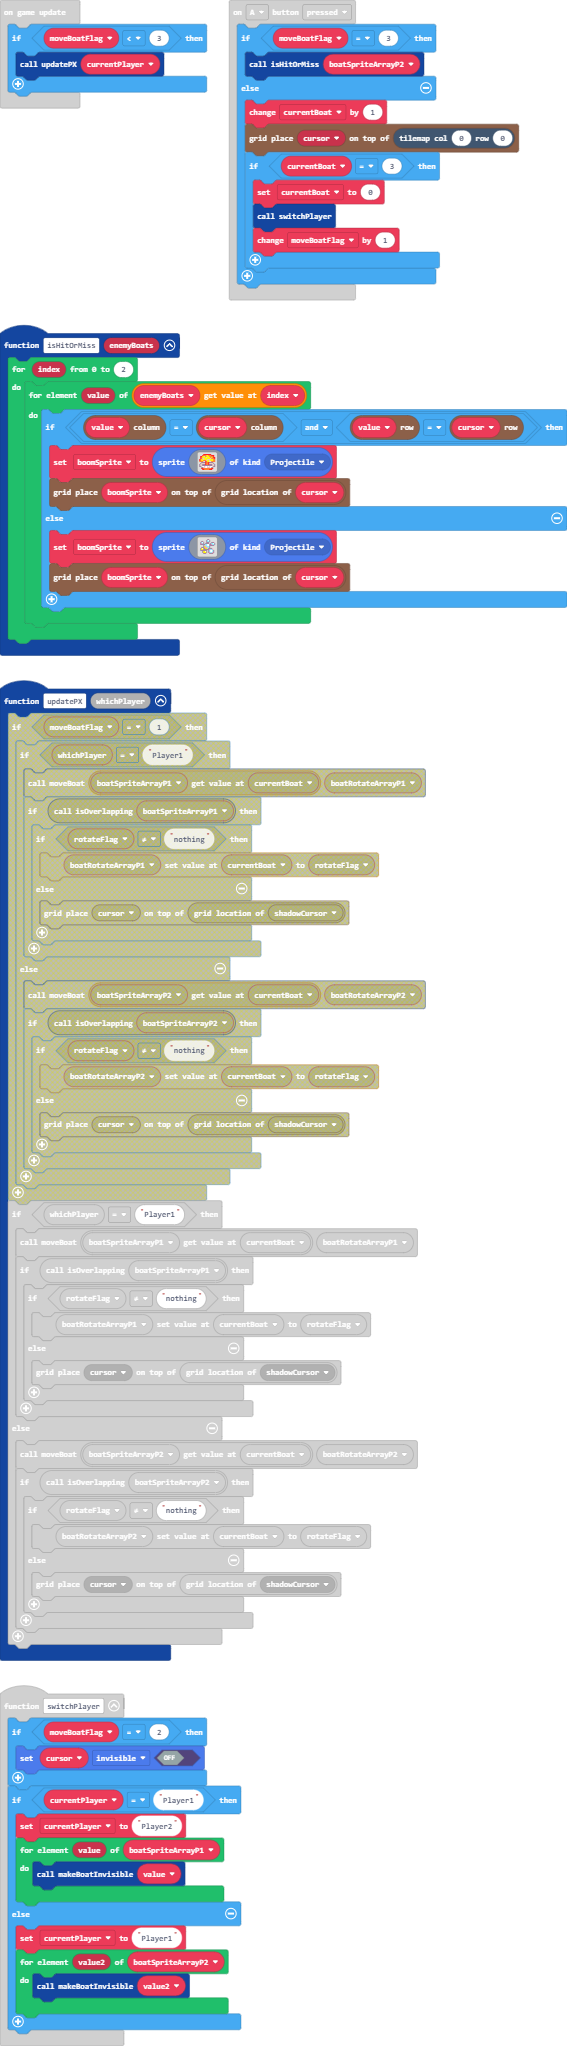 on game update
if moveBoatFlag < 3 then
call updatePX currentPlayer
on A button pressed
if moveBoatFlag = 3 then
call isHitOrMiss boatSpriteArrayP2
else
change currentBoat by 1
grid place cursor on top of tilemap col 0 row 0
if currentBoat = 3 then
set currentBoat to 0
call switchPlayer
change moveBoatFlag by 1
function isHitOrMiss enemyBoats
for index from 0 to 2
do
for element value of enemyBoats get value at index
do
if value column = cursor column and value row = cursor row then
set boomSprite to sprite of kind Projectile
grid place boomSprite on top of grid location of cursor
else
set boomSprite to sprite of kind Projectile
grid place boomSprite on top of grid location of cursor
function updatePX whichPlayer
if moveBoatFlag = 1 then
if whichPlayer = "Player1" then
call moveBoat boatSpriteArrayP1 get value at currentBoat boatRotateArrayP1
if call isOverlapping boatSpriteArrayP1 then
if rotateFlag ≠ "nothing" then
boatRotateArrayP1 set value at currentBoat to rotateFlag
else
grid place cursor on top of grid location of shadowCursor
else
call moveBoat boatSpriteArrayP2 get value at currentBoat boatRotateArrayP2
if call isOverlapping boatSpriteArrayP2 then
if rotateFlag ≠ "nothing" then
boatRotateArrayP2 set value at currentBoat to rotateFlag
else
grid place cursor on top of grid location of shadowCursor
if whichPlayer = "Player1" then
call moveBoat boatSpriteArrayP1 get value at currentBoat boatRotateArrayP1
if call isOverlapping boatSpriteArrayP1 then
if rotateFlag ≠ "nothing" then
boatRotateArrayP1 set value at currentBoat to rotateFlag
else
grid place cursor on top of grid location of shadowCursor
else
call moveBoat boatSpriteArrayP2 get value at currentBoat boatRotateArrayP2
if call isOverlapping boatSpriteArrayP2 then
if rotateFlag ≠ "nothing" then
boatRotateArrayP2 set value at currentBoat to rotateFlag
else
grid place cursor on top of grid location of shadowCursor
function switchPlayer
if moveBoatFlag = 2 then
set cursor invisible OFF
if currentPlayer = "Player1" then
set currentPlayer to "Player2"
for element value of boatSpriteArrayP1
do
call makeBoatInvisible value
else
set currentPlayer to "Player1"
for element value2 of boatSpriteArrayP2
do
call makeBoatInvisible value2